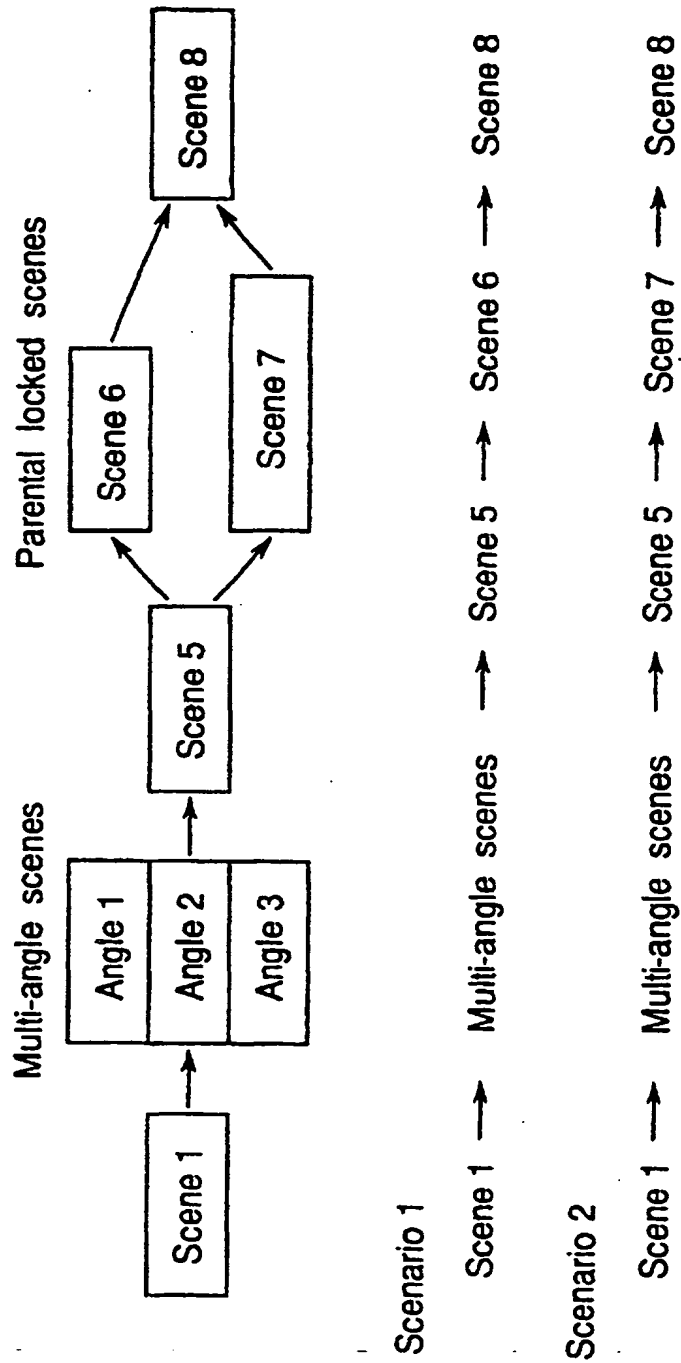 Multi-angle scenes
Parental locked scenes
Scene 1
Angle 1
Angle 2
Angle 3
Scene 5
Scene 6
Scene 7
Scene 8
Scenario 1
Scene 1 → Multi-angle scenes → Scene 5 → Scene 6 → Scene 8
Scenario 2
Scene 1 → Multi-angle scenes → Scene 5 → Scene 7 → Scene 8